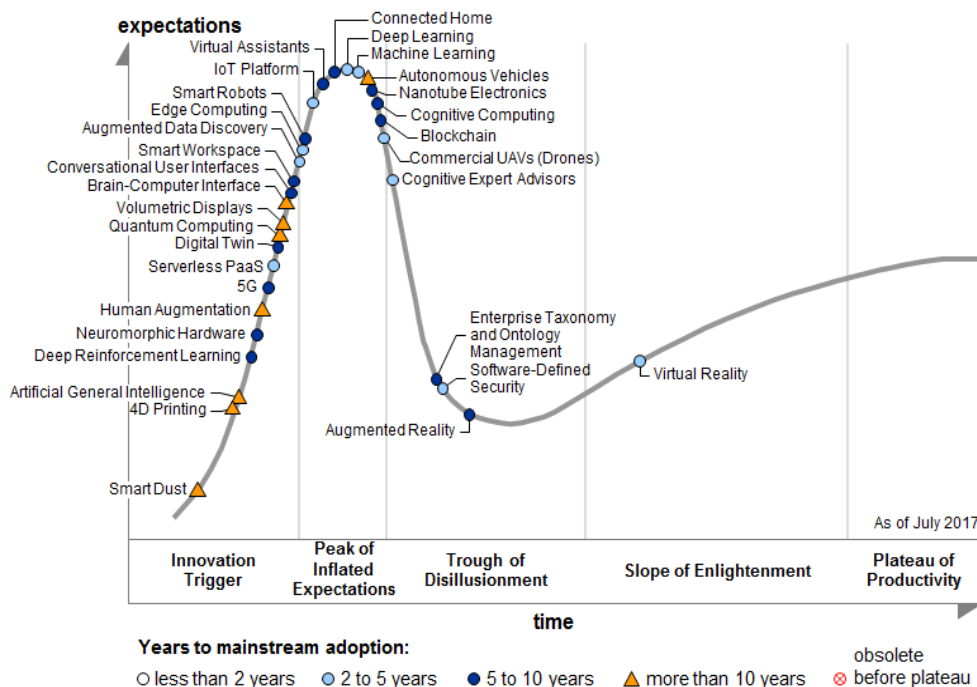 expectations
Connected Home
Deep Learning
Virtual Assistants
Machine Learning
IoT Platform
Autonomous Vehicles
Smart Robots
Nanotube Electronics
Edge Computing
Cognitive Computing
Augmented Data Discovery
Blockchain
Smart Workspace
Commercial UAVs (Drones)
Conversational User Interfaces
Cognitive Expert Advisors
Brain-Computer Interface
Volumetric Displays
Quantum Computing
Digital Twin
Serverless PaaS
5G
Human Augmentation
Neuromorphic Hardware
Deep Reinforcement Learning
Artificial General Intelligence
4D Printing
Smart Dust
Enterprise Taxonomy
and Ontology
Management
Software-Defined
Security
Augmented Reality
Virtual Reality
As of July 2017
Innovation
Trigger
Peak of
Inflated
Expectations
Trough of
Disillusionment
Slope of Enlightenment
Plateau of
Productivity
time
Years to mainstream adoption:
less than 2 years
2 to 5 years
5 to 10 years
more than 10 years
obsolete
before plateau